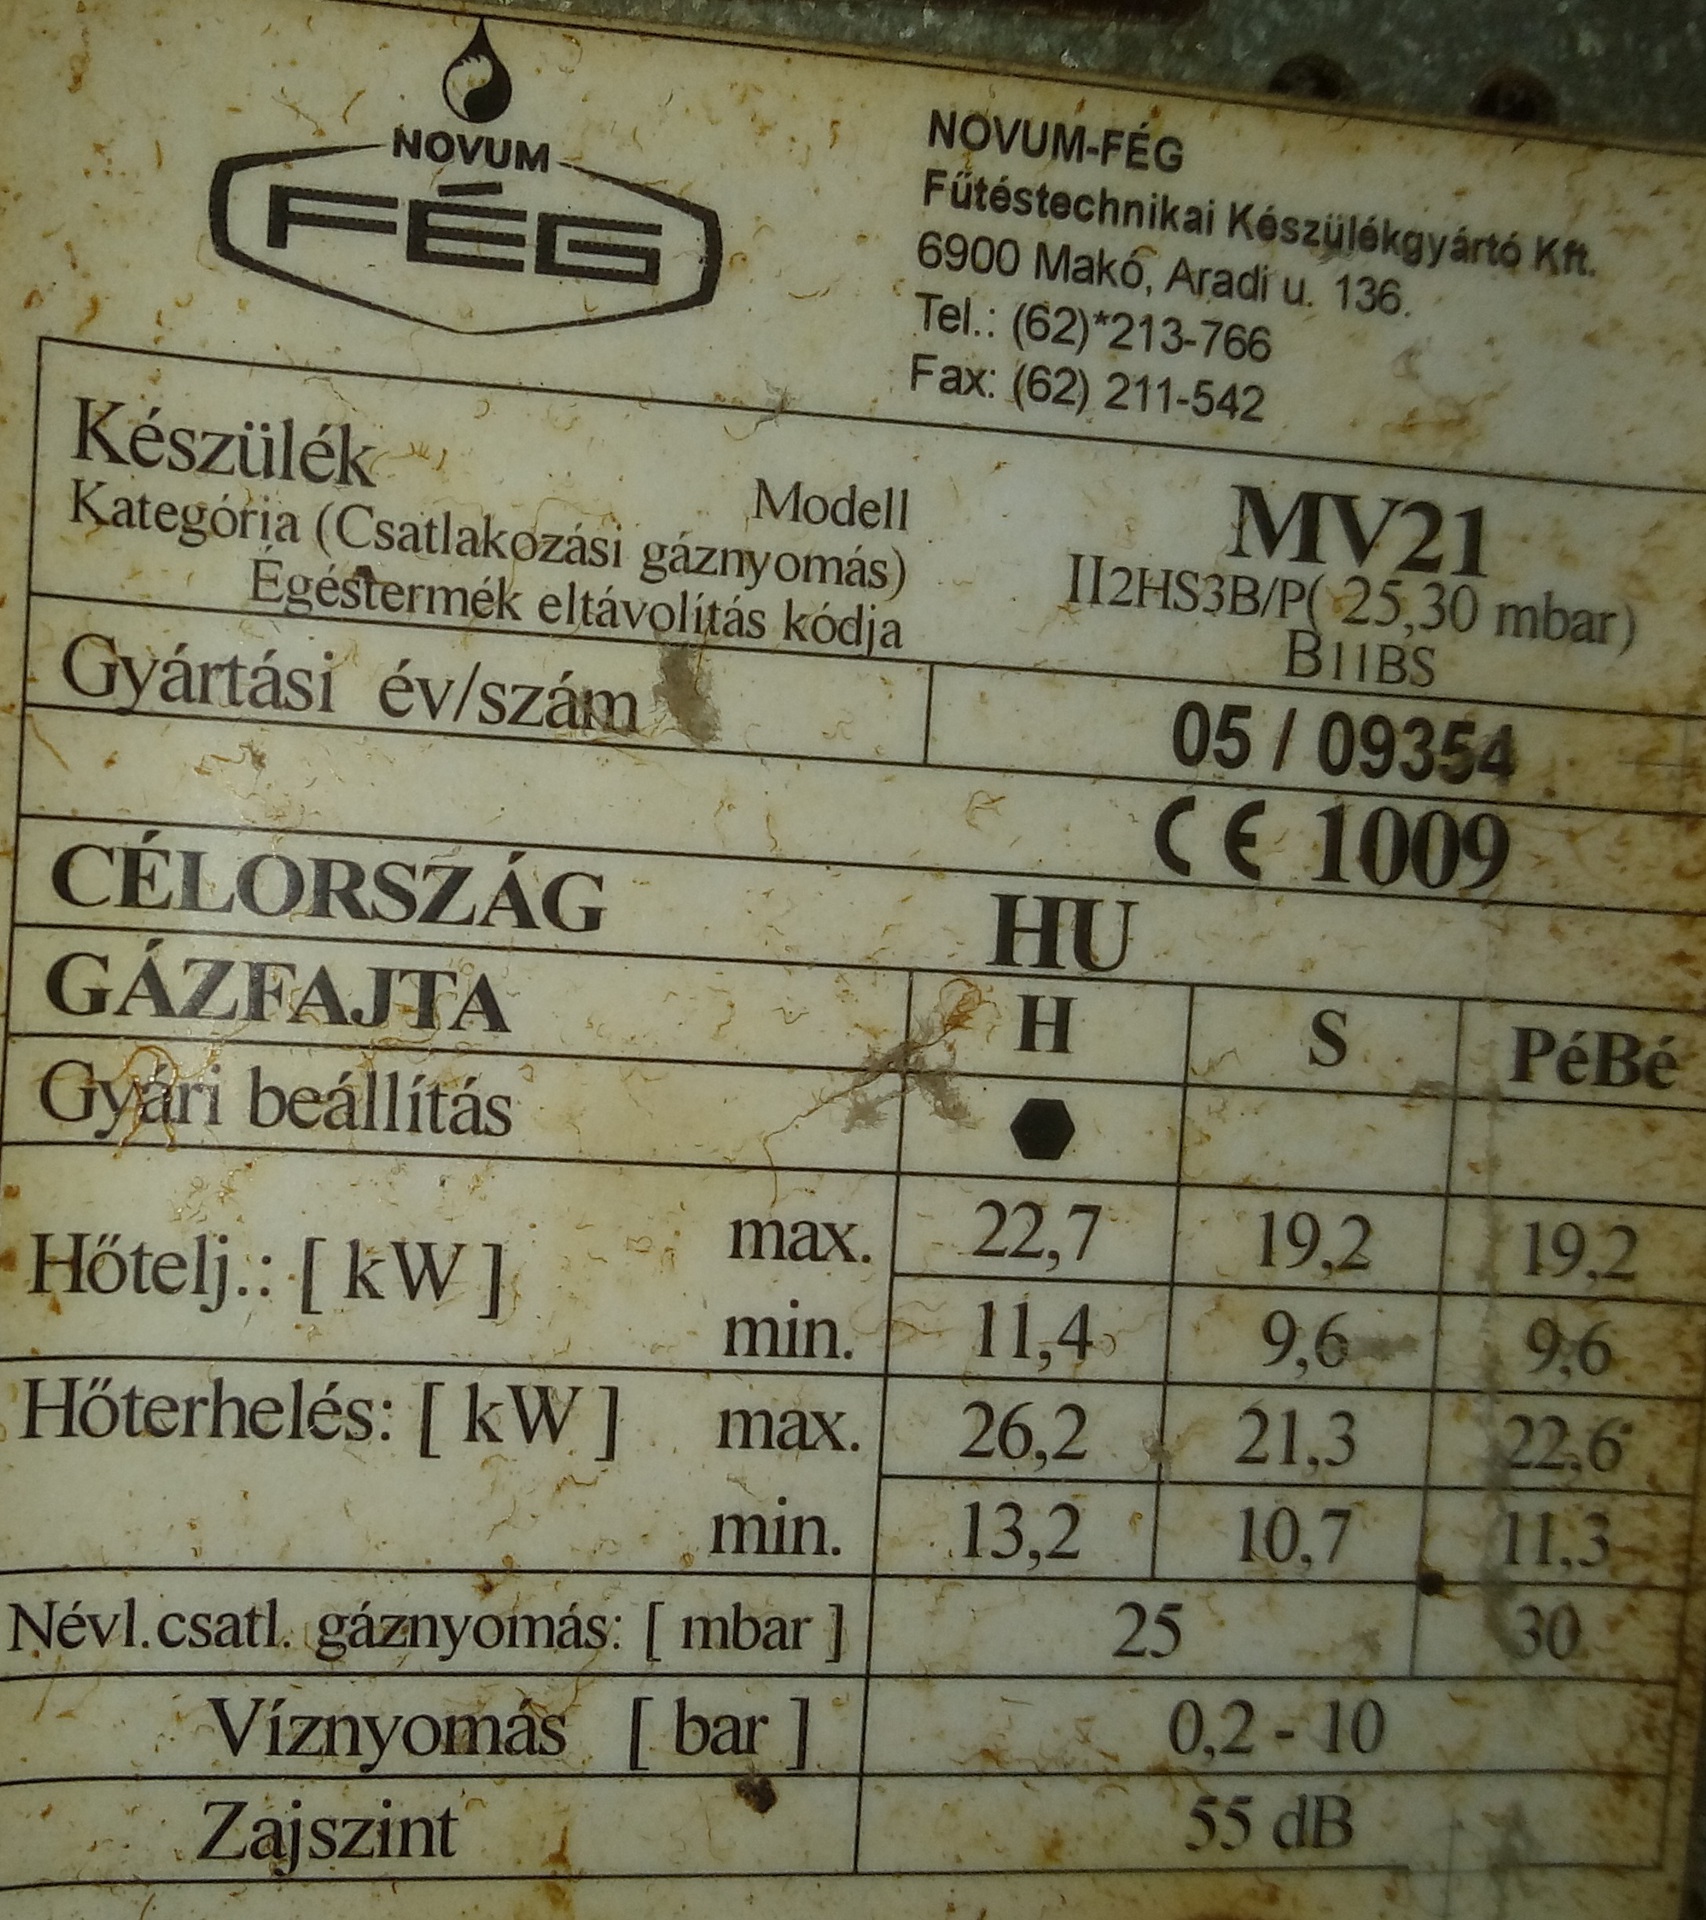 NOVUM
FÉG
NOVUM-FÉG
Fűtéstechnikai Készülékgyártó Kft.
6900 Makó, Aradi u. 136.
Tel.: (62)*213-766
Fax: (62) 211-542
Készülék Modell MV21
Kategória (Csatlakozási gáznyomás) II2HS3B/P( 25,30 mbar)
Égéstermék eltávolítás kódja B11BS
Gyártási év/szám 05 / 09354
CE 1009
CÉLORSZÁG HU
GÁZFAJTA H S PéBé
Gyári beállítás
Hőtelj.: [ kW ] max. 22,7 19,2 19,2
min. 11,4 9,6 9,6
Hőterhelés: [ kW ] max. 26,2 21,3 22,6
min. 13,2 10,7 11,3
Névl.csatl. gáznyomás: [ mbar ] 25 30
Víznyomás [ bar ] 0,2 - 10
Zajszint 55 dB